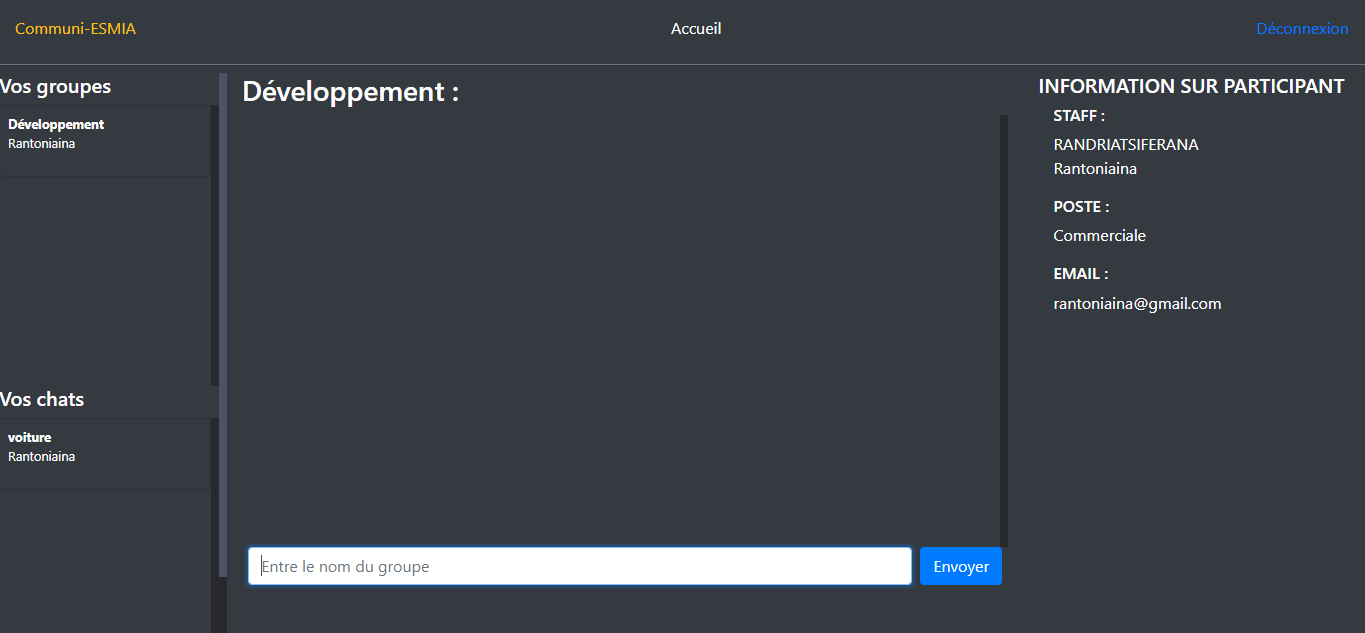 Communi-ESMIA
Accueil
Déconnexion
Vos groupes
Développement
Rantoniaina
Vos chats
voiture
Rantoniaina
Développement :
Entre le nom du groupe
Envoyer
INFORMATION SUR PARTICIPANT
STAFF :
RANDRIATSIFERANA
Rantoniaina
POSTE :
Commerciale
EMAIL :
rantoniaina@gmail.com